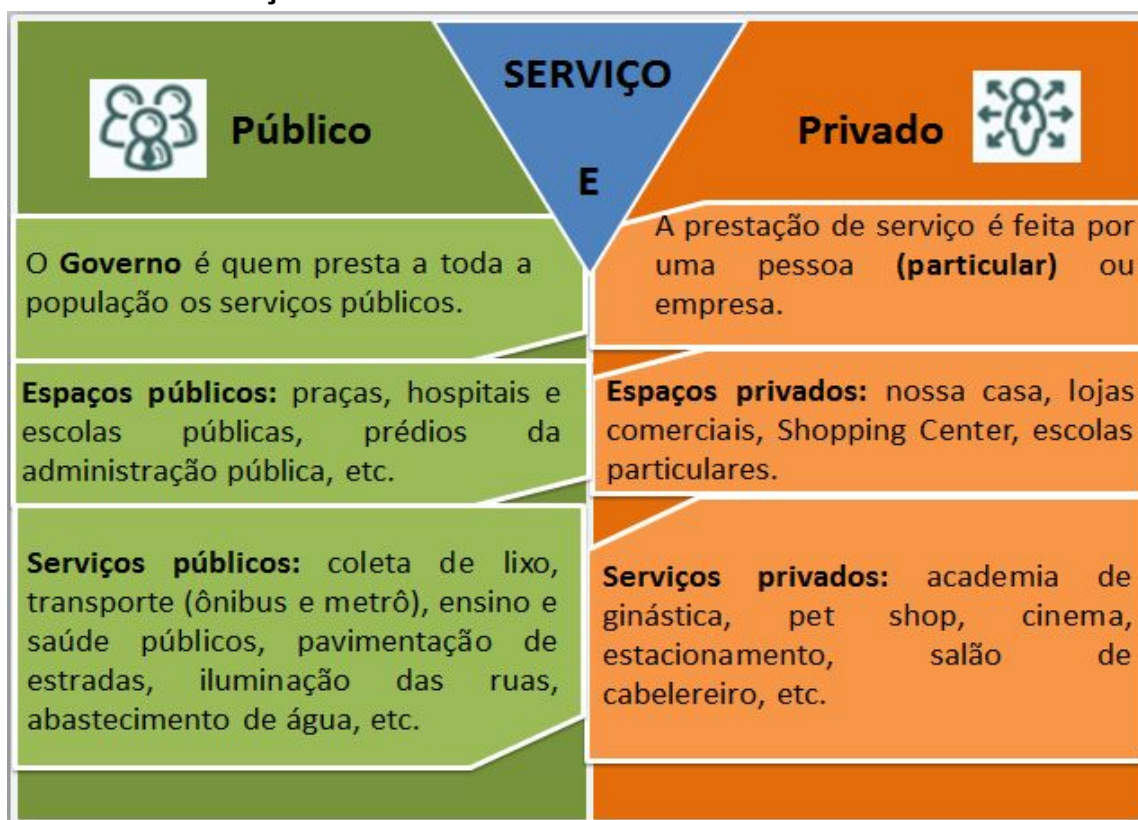 SERVIÇO
E
Público
Privado
O Governo é quem presta a toda a
população os serviços públicos.
A prestação de serviço é feita por
uma pessoa (particular) ou
empresa.
Espaços públicos: praças, hospitais e
escolas públicas, prédios da
administração pública, etc.
Espaços privados: nossa casa, lojas
comerciais, Shopping Center, escolas
particulares.
Serviços públicos: coleta de lixo,
transporte (ônibus e metrô), ensino e
saúde públicos, pavimentação de
estradas, iluminação das ruas,
abastecimento de água, etc.
Serviços privados: academia de
ginástica, pet shop, cinema,
estacionamento, salão de
cabelereiro, etc.